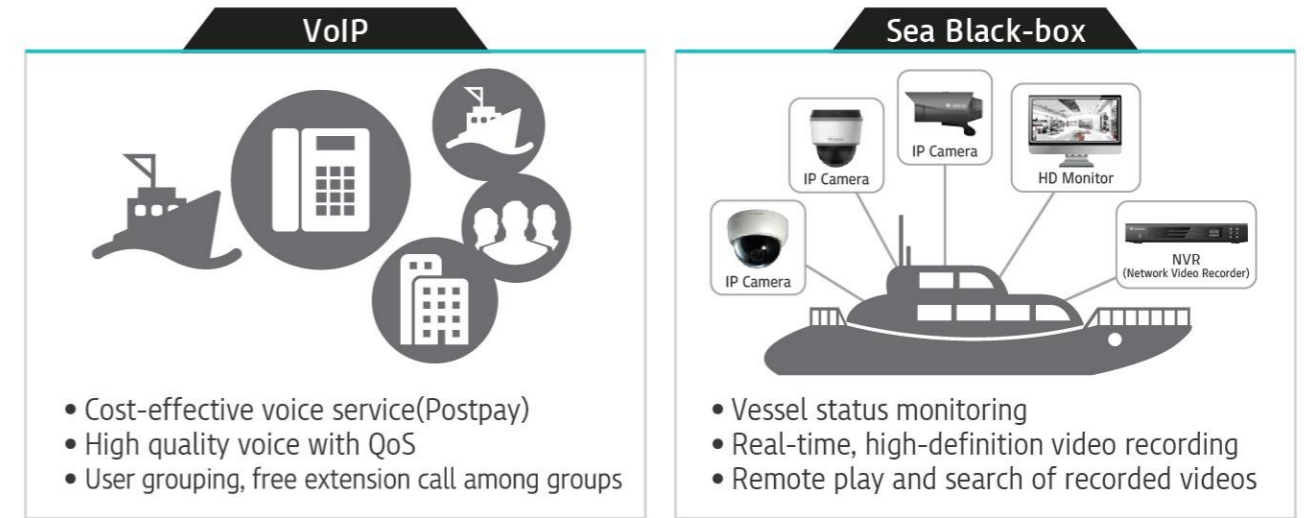 VoIP
• Cost-effective voice service(Postpay)
• High quality voice with QoS
• User grouping, free extension call among groups
Sea Black-box
IP Camera
IP Camera
IP Camera
HD Monitor
NVR
(Network Video Recorder)
• Vessel status monitoring
• Real-time, high-definition video recording
• Remote play and search of recorded videos